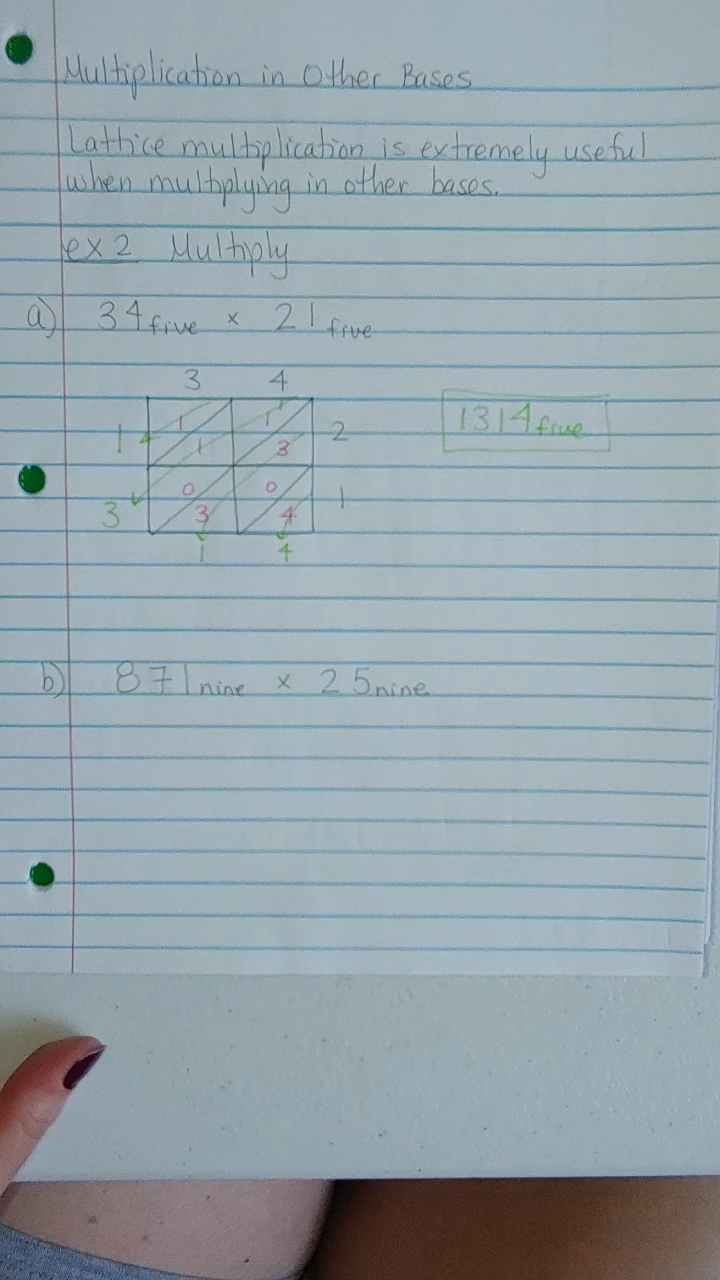 Multiplication in Other Bases
Lattice multiplication is extremely useful
when multiplying in other bases.
ex 2 Multiply
a) 34five × 21five
3 4
1 1 1 2
1 3
1314five
3 0 0 1
3 4
1 4
b) 871nine × 25nine